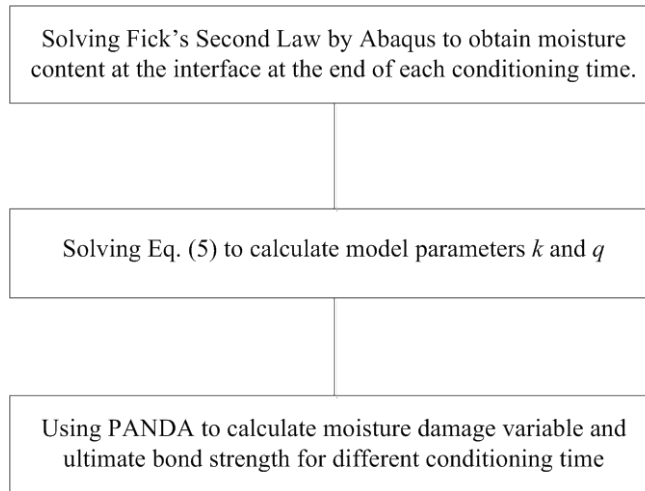 Solving Fick's Second Law by Abaqus to obtain moisture
content at the interface at the end of each conditioning time.
Solving Eq. (5) to calculate model parameters k and q
Using PANDA to calculate moisture damage variable and
ultimate bond strength for different conditioning time